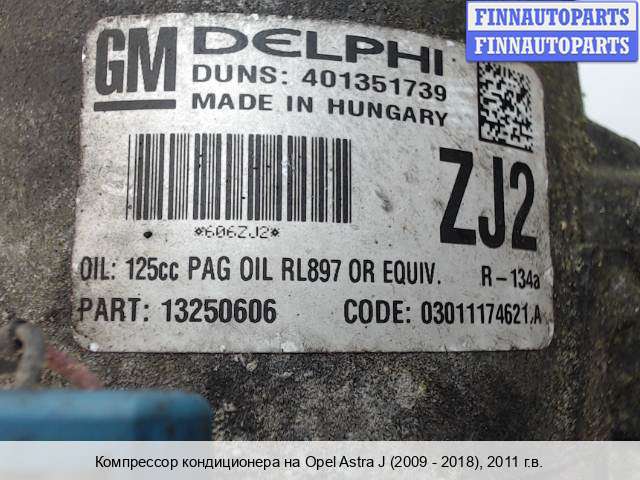 FINNAUTOPARTS
FINNAUTOPARTS
GM DELPHI
DUNS: 401351739
MADE IN HUNGARY
ZJ2
*606ZJ2*
OIL: 125cc PAG OIL RL897 OR EQUIV. R-134a
PART: 13250606 CODE: 03011174621.A
Компрессор кондиционера на Opel Astra J (2009 - 2018), 2011 г.в.